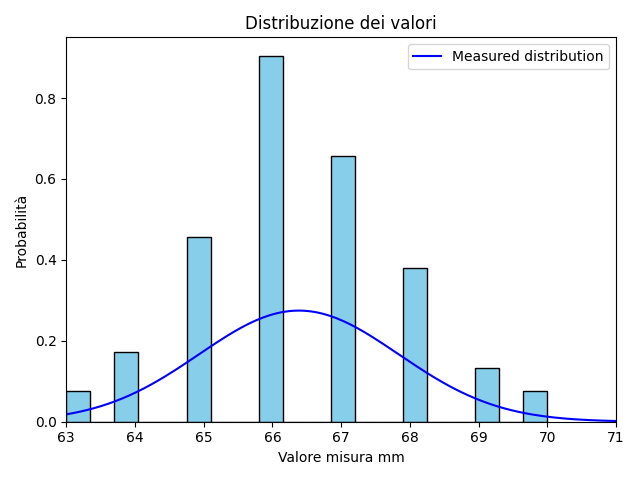 Distribuzione dei valori
Measured distribution
Probabilità
0.8
0.6
0.4
0.2
0.0
63 64 65 66 67 68 69 70 71
Valore misura mm